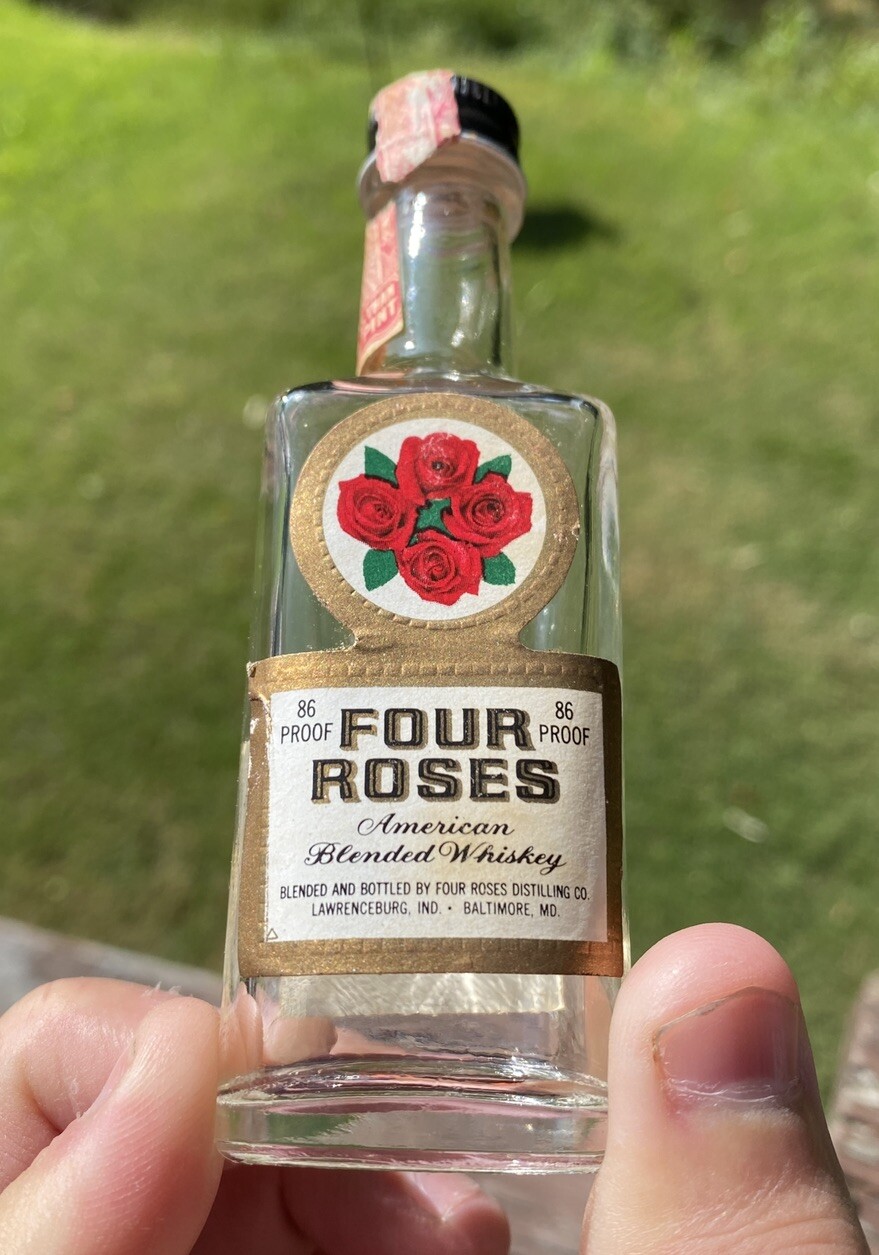 PINT
86 PROOF
FOUR
86 PROOF
ROSES
American
Blended Whiskey
BLENDED AND BOTTLED BY FOUR ROSES DISTILLING CO.
LAWRENCEBURG, IND. • BALTIMORE, MD.